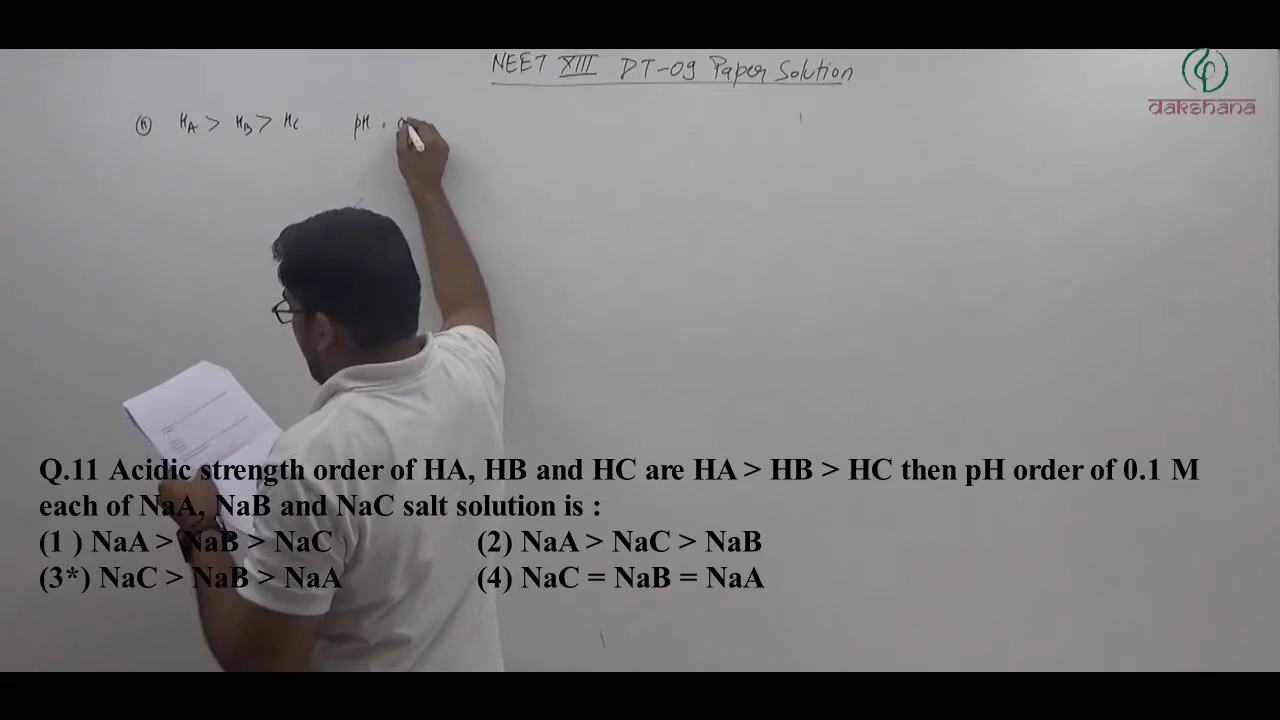 NEET XIII DT-09 Paper Solution
dakshana
11 HA > HB > HC pH =
Q.11 Acidic strength order of HA, HB and HC are HA > HB > HC then pH order of 0.1 M
each of NaA, NaB and NaC salt solution is :
(1 ) NaA > NaB > NaC (2) NaA > NaC > NaB
(3*) NaC > NaB > NaA (4) NaC = NaB = NaA